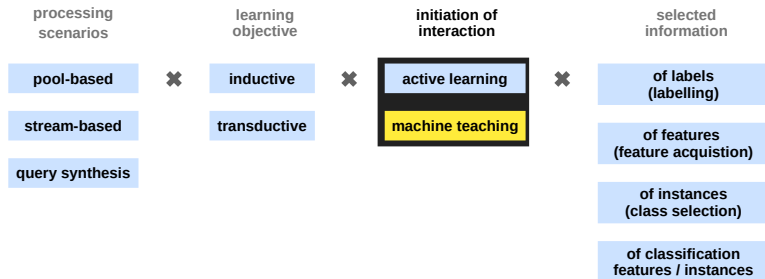 processing
scenarios
pool-based
stream-based
query synthesis
learning
objective
inductive
transductive
initiation of
interaction
active learning
machine teaching
selected
information
of labels
(labelling)
of features
(feature acquistion)
of instances
(class selection)
of classification
features / instances